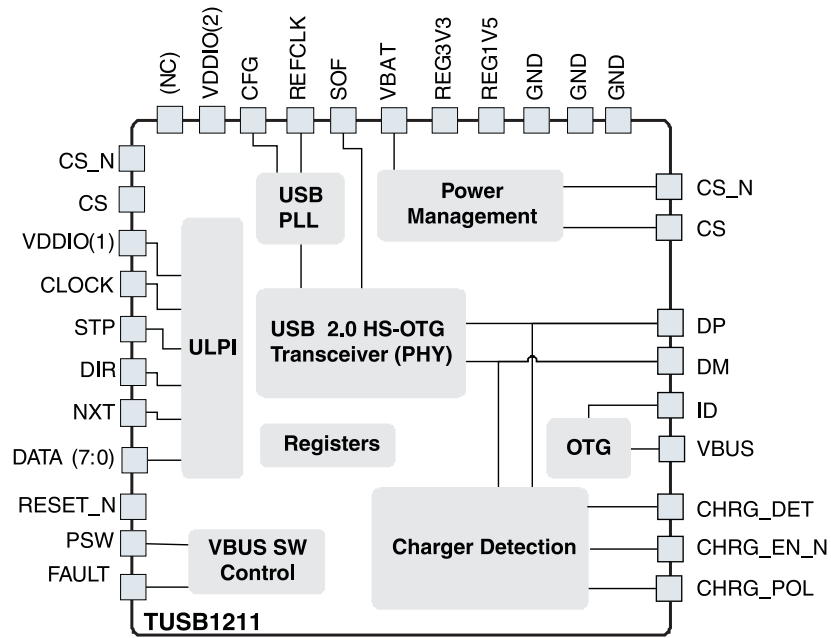 (NC)
VDDIO(2)
CFG
REFCLK
SOF
VBAT
REG3V3
REG1V5
GND
GND
GND
CS_N
CS
VDDIO(1)
CLOCK
STP
DIR
NXT
DATA (7:0)
RESET_N
PSW
FAULT
USB
PLL
Power
Management
ULPI
USB 2.0 HS-OTG
Transceiver (PHY)
Registers
OTG
Charger Detection
VBUS SW
Control
CS_N
CS
DP
DM
ID
VBUS
CHRG_DET
CHRG_EN_N
CHRG_POL
TUSB1211